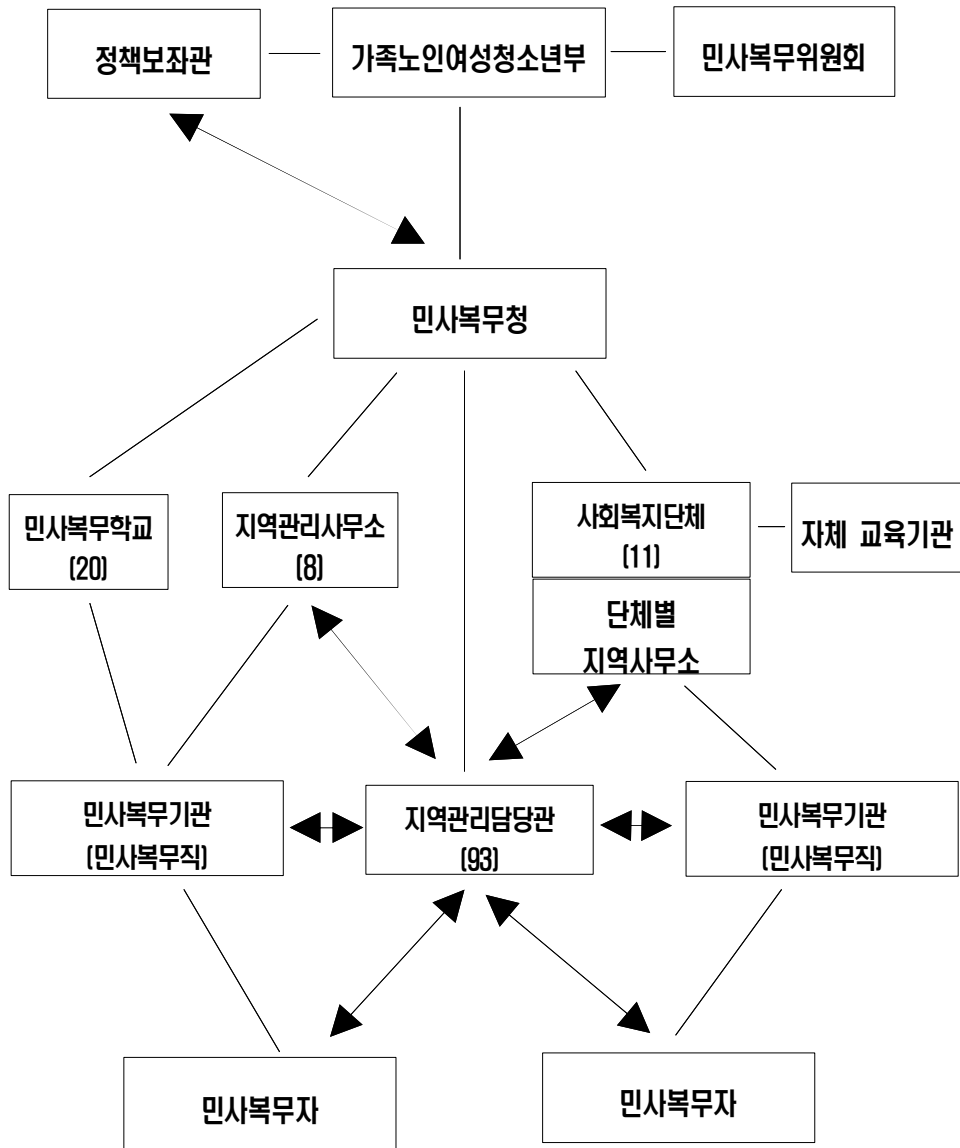 정책보좌관
가족노인여성청소년부
민사복무위원회
민사복무청
민사복무학교
(20)
지역관리사무소
(8)
사회복지단체
(11)
자체 교육기관
단체별
지역사무소
민사복무기관
(민사복무직)
지역관리담당관
(93)
민사복무기관
(민사복무직)
민사복무자
민사복무자